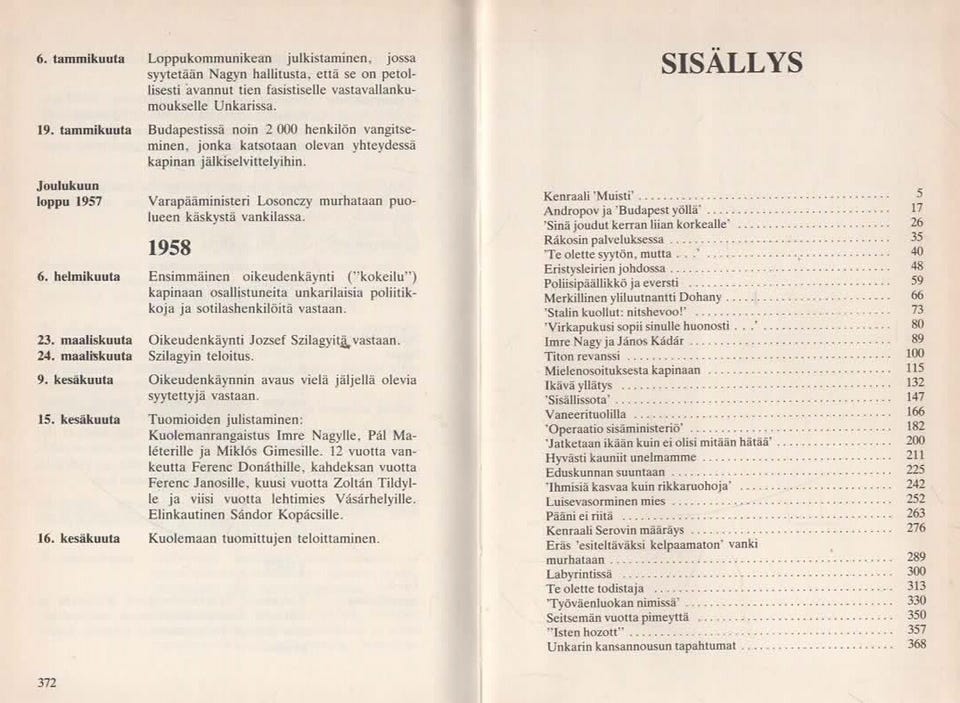 6. tammikuuta Loppukommunikean julkistaminen, jossa
syytetään Nagyn hallitusta, että se on petol-
lisesti avannut tien fasistiselle vastavallanku-
moukselle Unkarissa.
19. tammikuuta Budapestissä noin 2 000 henkilön vangitse-
minen, jonka katsotaan olevan yhteydessä
kapinan jälkiselvittelyihin.
Joulukuun
loppu 1957 Varapääministeri Losonczy murhataan puo-
lueen käskystä vankilassa.
1958
6. helmikuuta Ensimmäinen oikeudenkäynti (”kokeilu”)
kapinaan osallistuneita unkarilaisia poliitik-
koja ja sotilashenkilöitä vastaan.
23. maaliskuuta Oikeudenkäynti Jozsef Szilagyitä vastaan.
24. maaliskuuta Szilagyin teloitus.
9. kesäkuuta Oikeudenkäynnin avaus vielä jäljellä olevia
syytettyjä vastaan.
15. kesäkuuta Tuomioiden julistaminen:
Kuolemanrangaistus Imre Nagylle, Pál Ma-
léterille ja Miklós Gimesille. 12 vuotta van-
keutta Ferenc Donáthille, kahdeksan vuotta
Ferenc Janosille, kuusi vuotta Zoltán Tildyl-
le ja viisi vuotta lehtimies Vásárhelyille.
Elinkautinen Sándor Kopácsille.
16. kesäkuuta Kuolemaan tuomittujen teloittaminen.
372
SISÄLLYS
Kenraali ’Muisti’ 5
Andropov ja ’Budapest yöllä’ 17
’Sinä joudut kerran liian korkealle’ 26
Rákosin palveluksessa 35
’Te olette syytön, mutta . . .’ 40
Eristysleirien johdossa 48
Poliisipäällikkö ja eversti 59
Merkillinen yliluutnantti Dohany 66
’Stalin kuollut: nitshevoo!’ 73
’Virkapukusi sopii sinulle huonosti . . .’ 80
Imre Nagy ja János Kádár 89
Titon revanssi 100
Mielenosoituksesta kapinaan 115
Ikävä yllätys 132
’Sisällissota’ 147
Vaneerituolilla 166
’Operaatio sisäministeriö’ 182
’Jatketaan ikään kuin ei olisi mitään hätää’ 200
Hyvästi kauniit unelmamme 211
Eduskunnan suuntaan 225
’Ihmisiä kasvaa kuin rikkaruohoja’ 242
Luisevasorminen mies 252
Pääni ei riitä 263
Kenraali Serovin määräys 276
Eräs ’esiteltäväksi kelpaamaton’ vanki
murhataan 289
Labyrintissä 300
Te olette todistaja 313
’Työväenluokan nimissä’ 330
Seitsemän vuotta pimeyttä 350
”Isten hozott” 357
Unkarin kansannousun tapahtumat 368